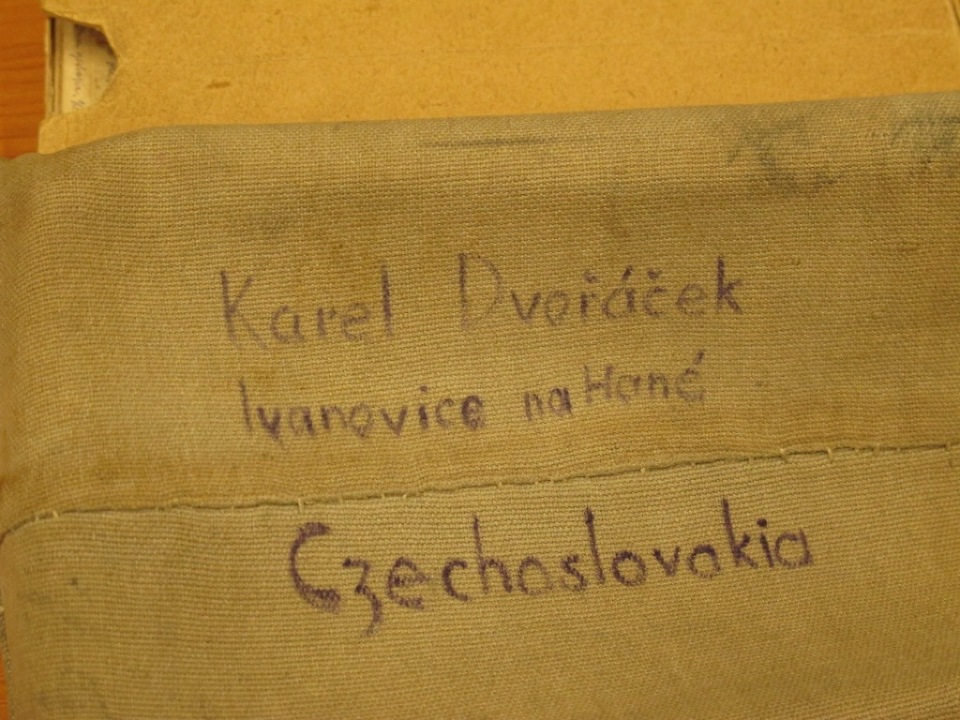 Karel Dvořáček
Ivanovice na Hané
Czechoslovakia